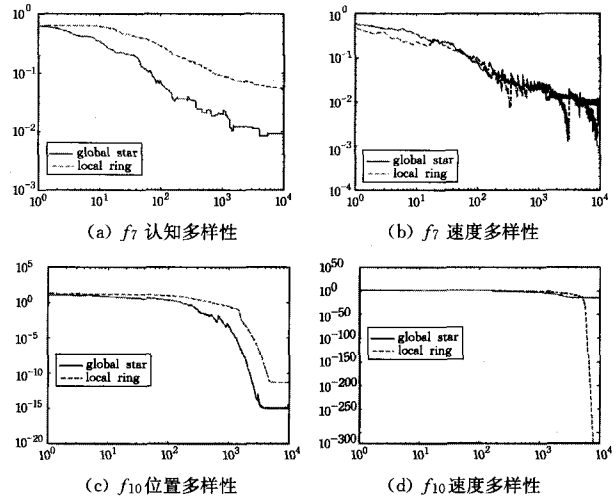 10^0
10^-1
10^-2
10^-3
global star
local ring
10^0 10^1 10^2 10^3 10^4
(a) f7 认知多样性
10^0
10^-1
10^-2
10^-3
10^-4
global star
local ring
10^0 10^1 10^2 10^3 10^4
(b) f7 速度多样性
10^5
10^0
10^-5
10^-10
10^-15
10^-20
global star
local ring
10^0 10^1 10^2 10^3 10^4
(c) f10 位置多样性
10^50
10^0
10^-50
10^-100
10^-150
10^-200
10^-250
10^-300
global star
local ring
10^0 10^1 10^2 10^3 10^4
(d) f10 速度多样性